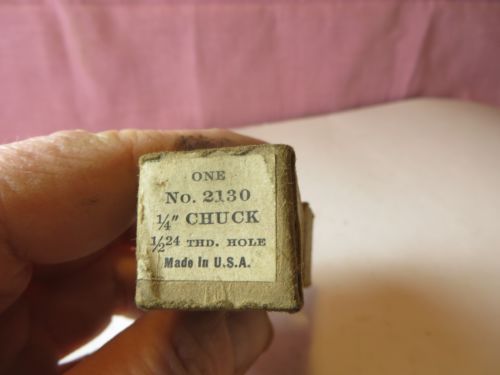 ONE
No. 2130
1/4" CHUCK
1/2 24 THD. HOLE
Made In U.S.A.